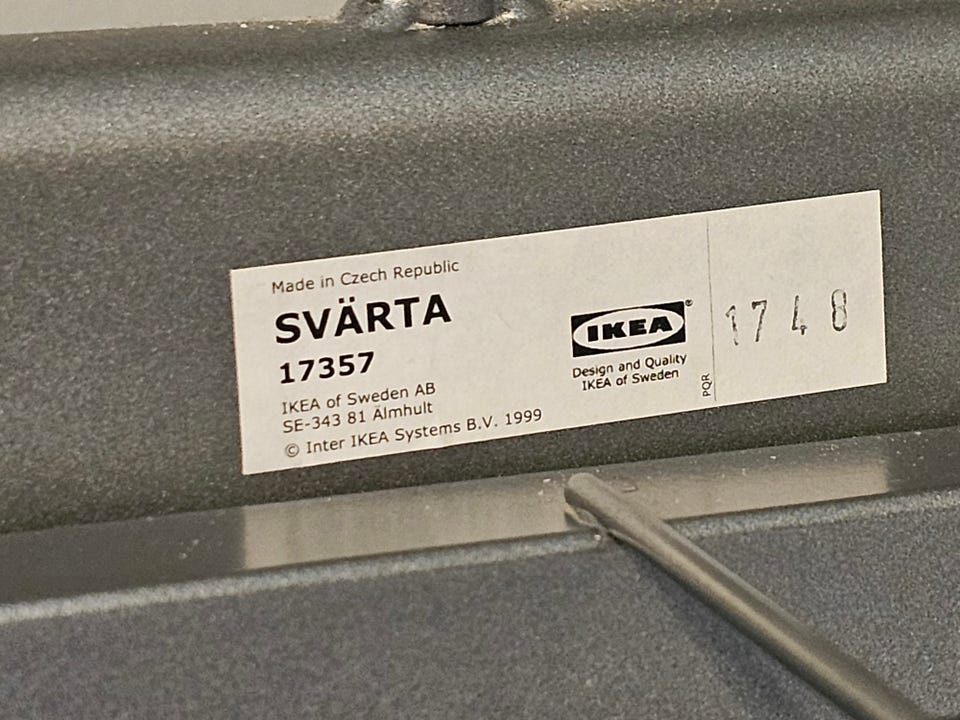 Made in Czech Republic
SVÄRTA
17357
IKEA of Sweden AB
SE-343 81 Älmhult
© Inter IKEA Systems B.V. 1999
IKEA®
Design and Quality
IKEA of Sweden
PQR
1748